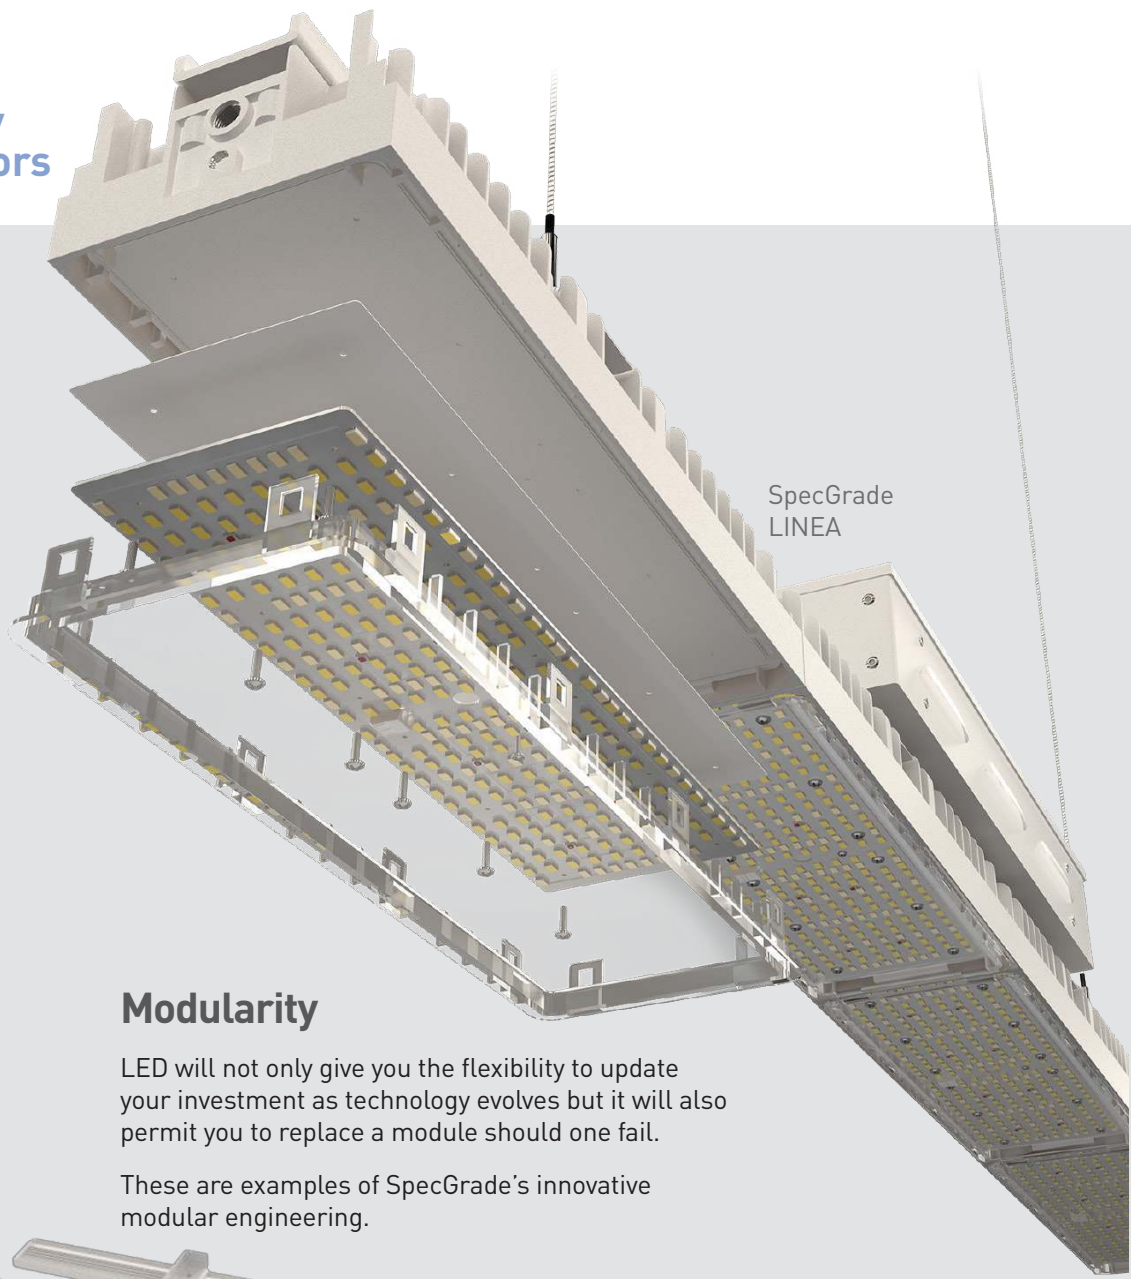 SpecGrade
LINEA
Modularity
LED will not only give you the flexibility to update
your investment as technology evolves but it will also
permit you to replace a module should one fail.
These are examples of SpecGrade’s innovative
modular engineering.